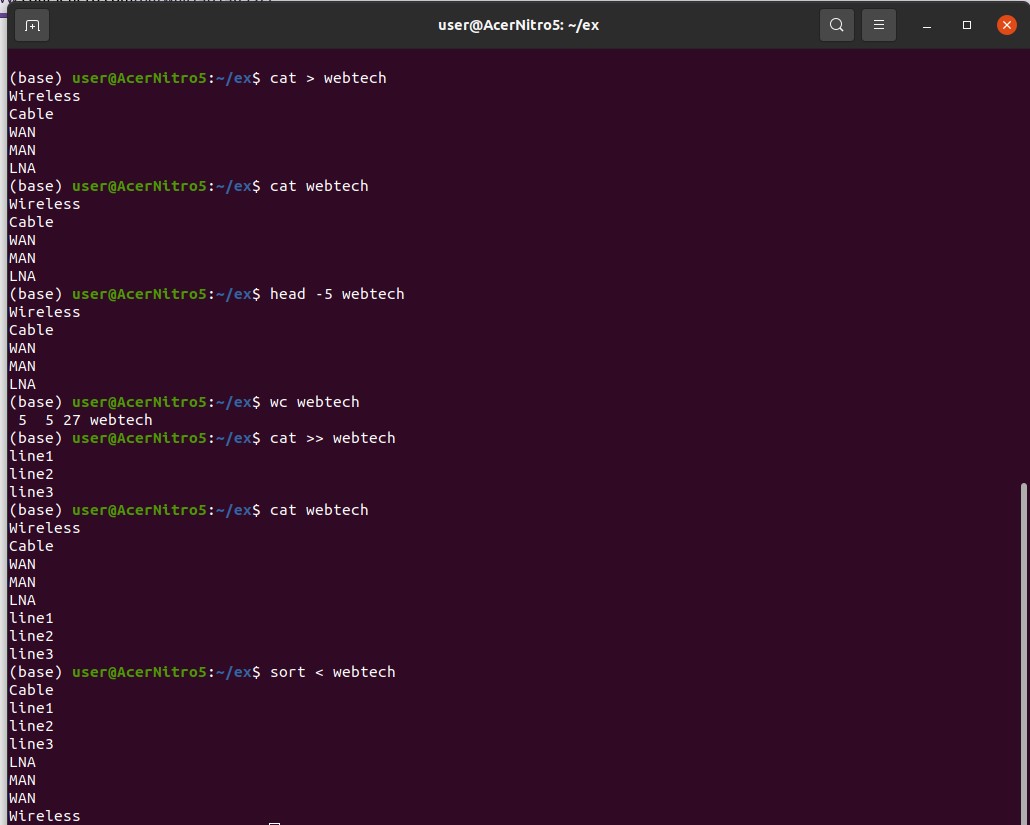 user@AcerNitro5: ~/ex
(base) user@AcerNitro5:~/ex$ cat > webtech
Wireless
Cable
WAN
MAN
LNA
(base) user@AcerNitro5:~/ex$ cat webtech
Wireless
Cable
WAN
MAN
LNA
(base) user@AcerNitro5:~/ex$ head -5 webtech
Wireless
Cable
WAN
MAN
LNA
(base) user@AcerNitro5:~/ex$ wc webtech
 5  5 27 webtech
(base) user@AcerNitro5:~/ex$ cat >> webtech
line1
line2
line3
(base) user@AcerNitro5:~/ex$ cat webtech
Wireless
Cable
WAN
MAN
LNA
line1
line2
line3
(base) user@AcerNitro5:~/ex$ sort < webtech
Cable
line1
line2
line3
LNA
MAN
WAN
Wireless